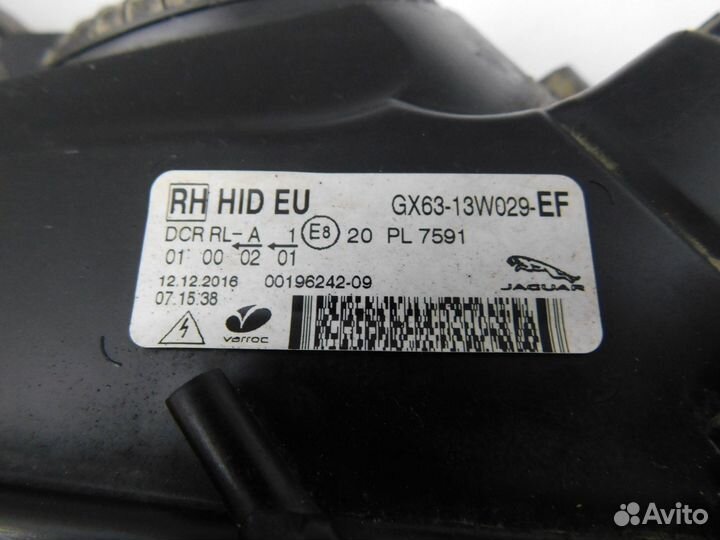 RH HID EU GX63-13W029-EF
DCR RL-A 1 E8 20 PL 7591
01 00 02 01
12.12.2016 00196242-09
07.15.38
JAGUAR
varroc
Avito